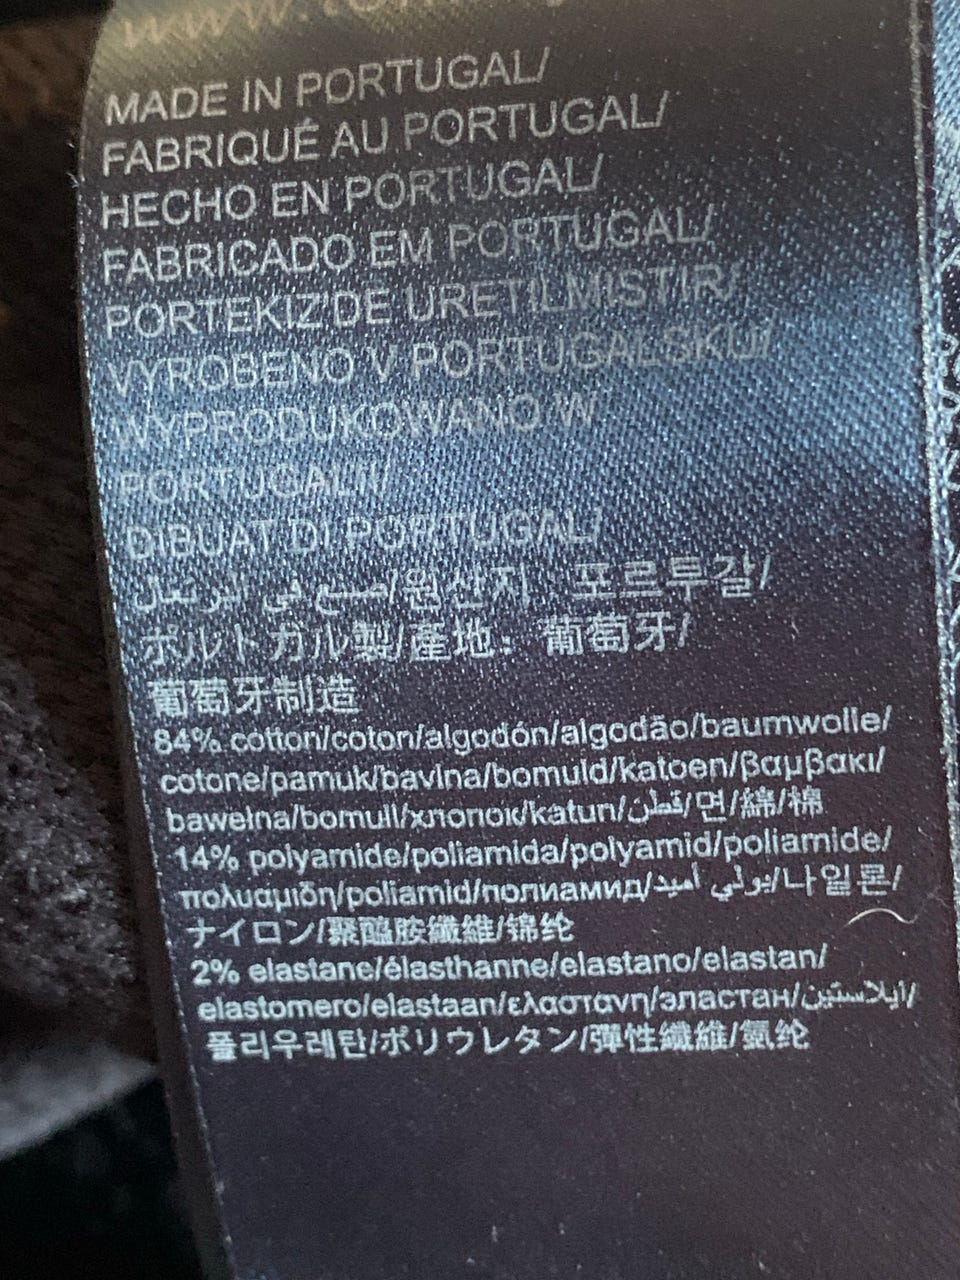 MADE IN PORTUGAL/
FABRIQUÉ AU PORTUGAL/
HECHO EN PORTUGAL/
FABRICADO EM PORTUGAL/
PORTEKIZ'DE URETILMISTIR/
VYROBENO V PORTUGALSKU/
WYPRODUKOWANO W
PORTUGALII/
DIBUAT DI PORTUGAL/
صنع في البرتغال/원산지 : 포르투갈/
ポルトガル製/產地：葡萄牙/
葡萄牙制造
84% cotton/coton/algodón/algodão/baumwolle/
cotone/pamuk/bavlna/bomuld/katoen/βαμβακι/
bawelna/bomull/хлопок/katun/قطن/면/綿/棉
14% polyamide/poliamida/polyamid/poliamide/
πολυαμιδη/poliamid/полиамид/بولي أميد/나일론/
ナイロン/聚醯胺纖維/锦纶
2% elastane/élasthanne/elastano/elastan/
elastomero/elastaan/ελαστανη/эластан/ايلاستين/
폴리우레탄/ポリウレタン/彈性纖維/氨纶